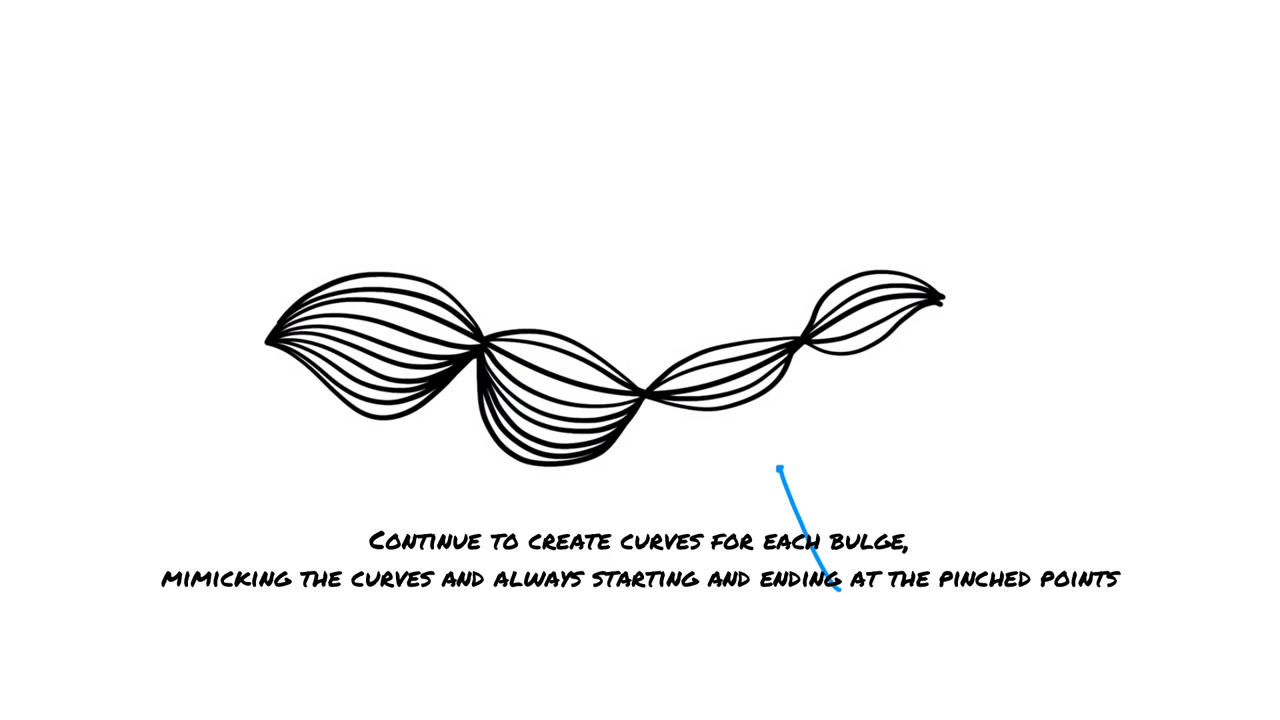 Continue to create curves for each bulge,
mimicking the curves and always starting and ending at the pinched points